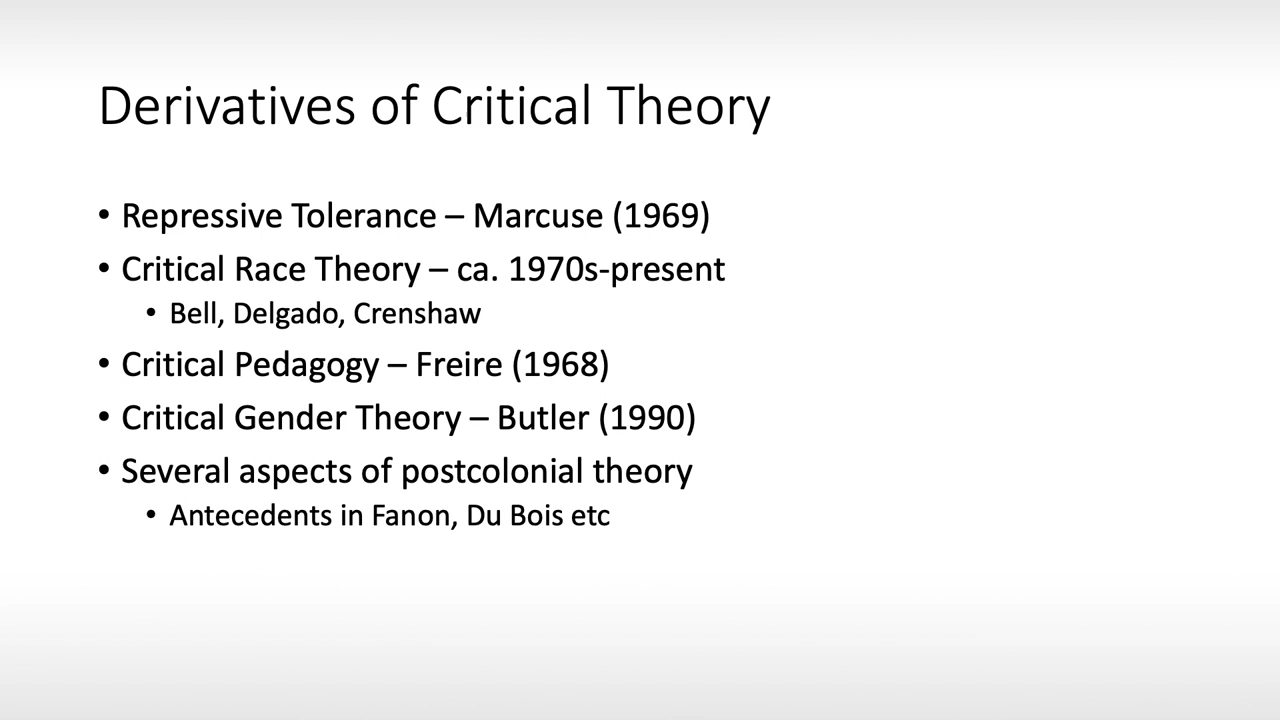 Derivatives of Critical Theory
• Repressive Tolerance – Marcuse (1969)
• Critical Race Theory – ca. 1970s-present
• Bell, Delgado, Crenshaw
• Critical Pedagogy – Freire (1968)
• Critical Gender Theory – Butler (1990)
• Several aspects of postcolonial theory
• Antecedents in Fanon, Du Bois etc